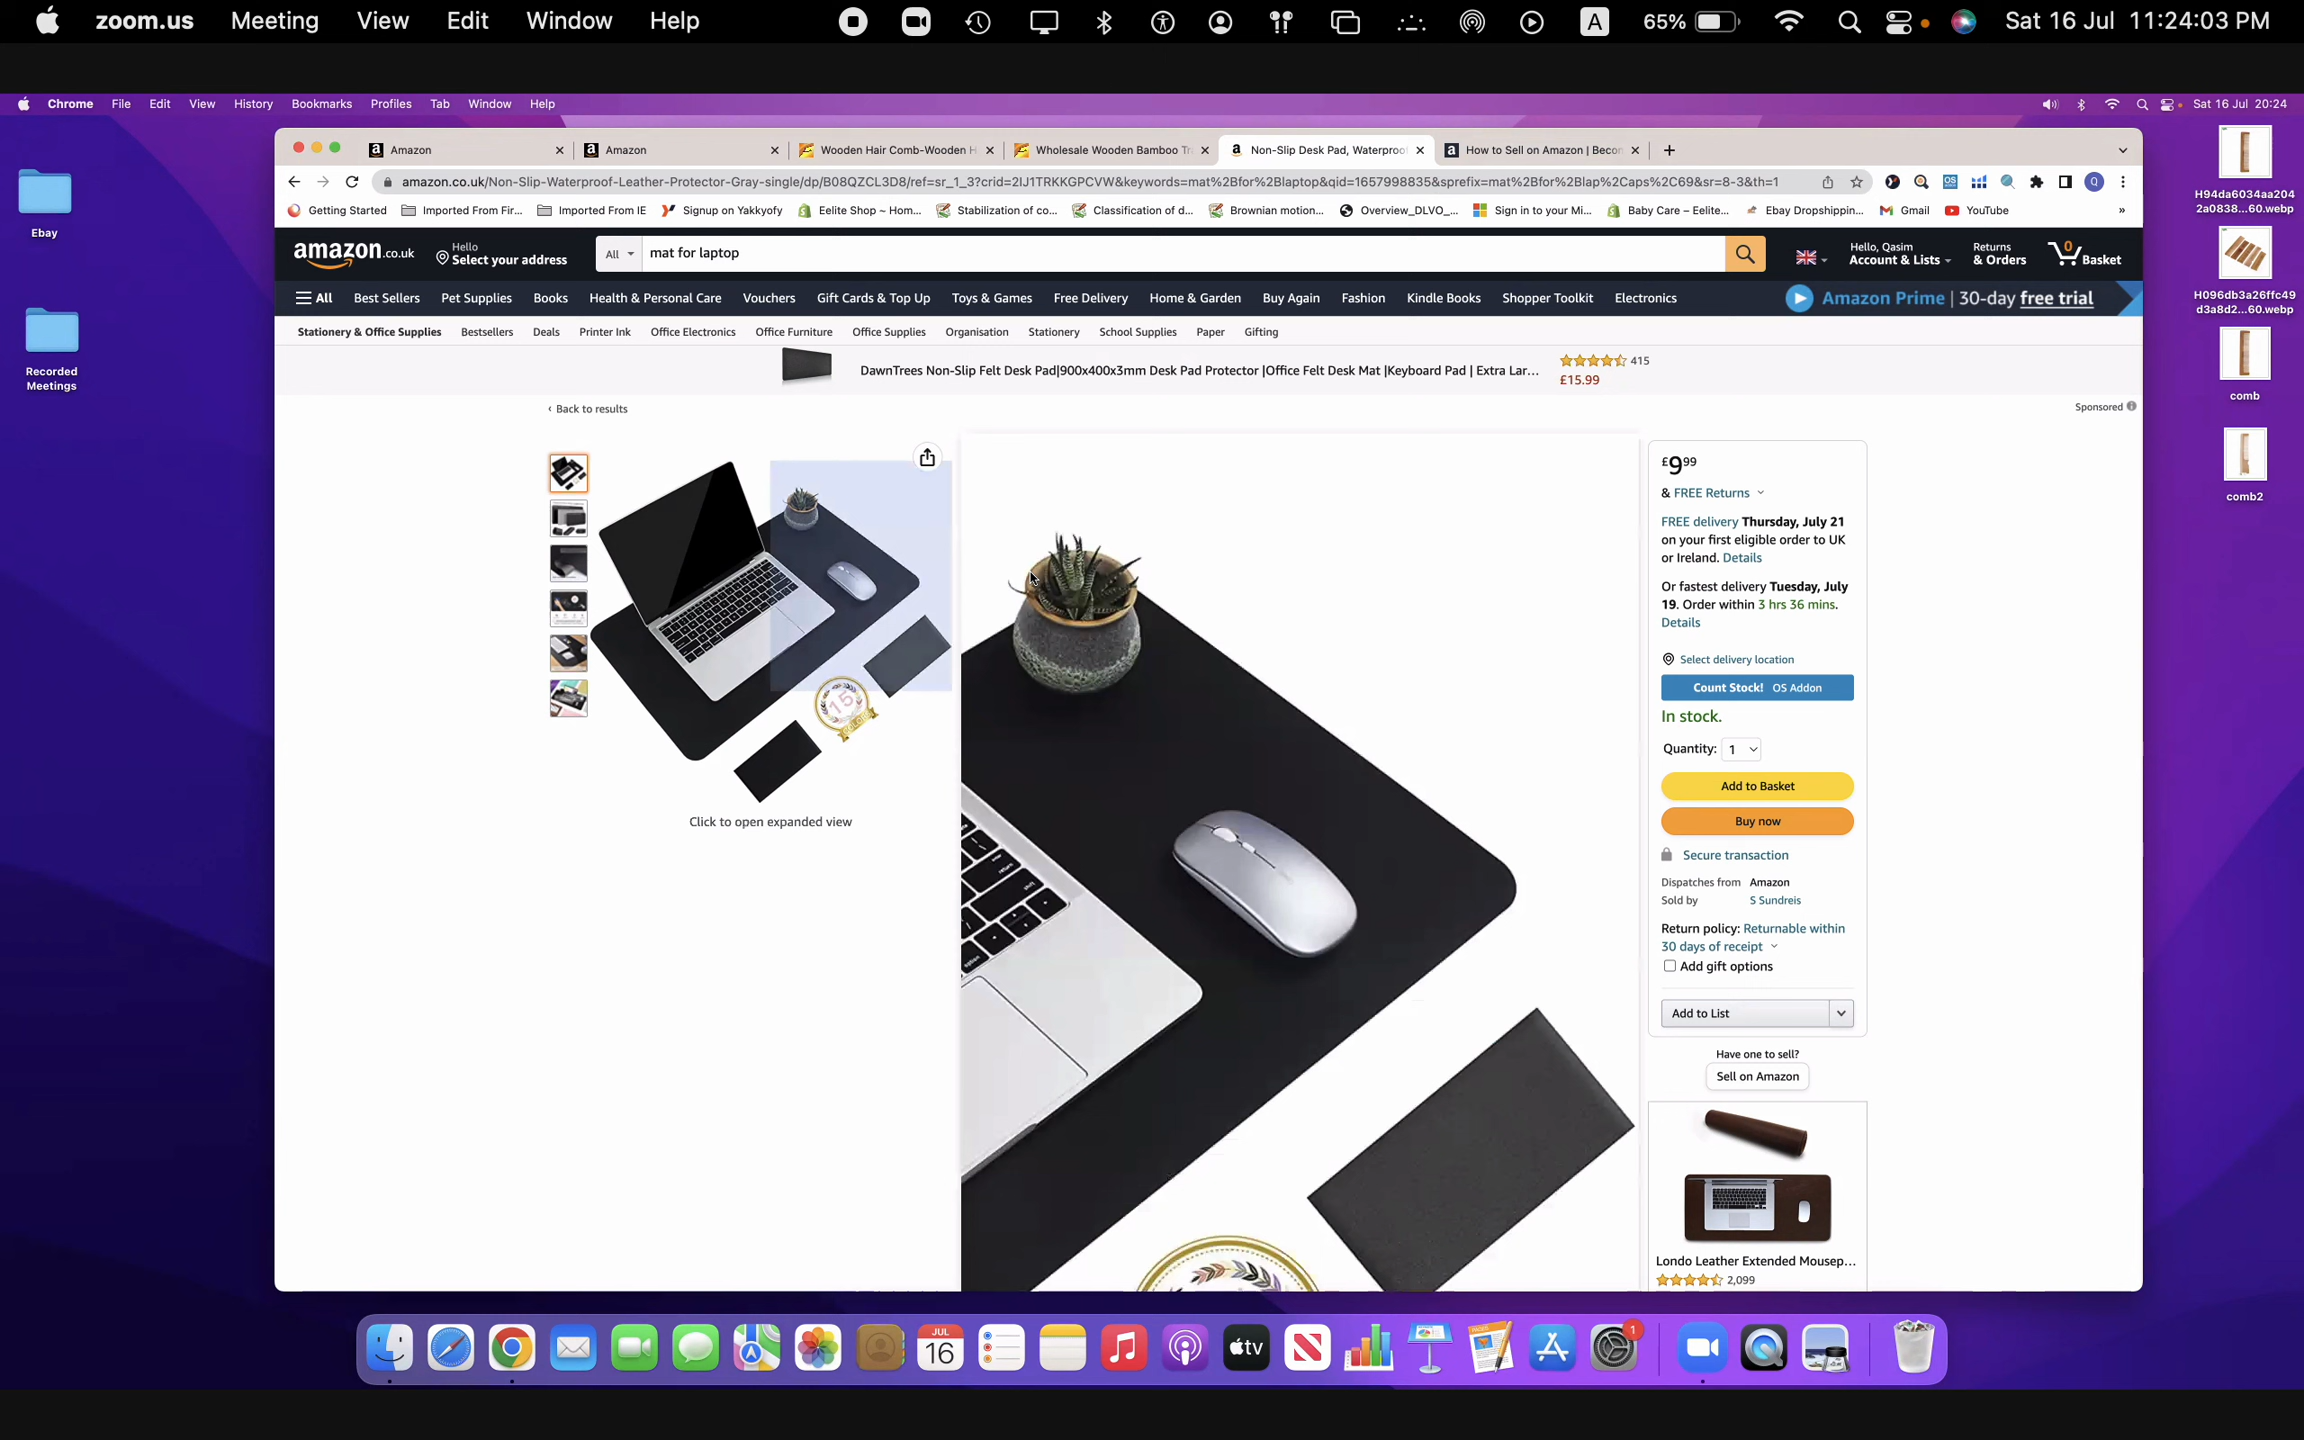 zoom.us Meeting View Edit Window Help A 65% Sat 16 Jul 11:24:03 PM
Chrome File Edit View History Bookmarks Profiles Tab Window Help Sat 16 Jul 20:24
Amazon Amazon Wooden Hair Comb-Wooden H Wholesale Wooden Bamboo Tr Non-Slip Desk Pad, Waterproo How to Sell on Amazon | Becon
amazon.co.uk/Non-Slip-Waterproof-Leather-Protector-Gray-single/dp/B08QZCL3D8/ref=sr_1_3?crid=2IJ1TRKKGPCVW&keywords=mat%2Bfor%2Blaptop&qid=1657998835&sprefix=mat%2Bfor%2Blap%2Caps%2C69&sr=8-3&th=1
Getting Started Imported From Fir... Imported From IE Signup on Yakkyofy Eelite Shop ~ Hom... Stabilization of co... Classification of d... Brownian motion... Overview_DLVO_... Sign in to your Mi... Baby Care – Eelite... Ebay Dropshippin... Gmail YouTube »
Ebay
Recorded
Meetings
H94da6034aa204
2a0838...60.webp
H096db3a26ffc49
d3a8d2...60.webp
comb
comb2
amazon.co.uk
Hello
Select your address
All mat for laptop
Hello, Qasim
Account & Lists
Returns
& Orders
0
Basket
All Best Sellers Pet Supplies Books Health & Personal Care Vouchers Gift Cards & Top Up Toys & Games Free Delivery Home & Garden Buy Again Fashion Kindle Books Shopper Toolkit Electronics Amazon Prime | 30-day free trial
Stationery & Office Supplies Bestsellers Deals Printer Ink Office Electronics Office Furniture Office Supplies Organisation Stationery School Supplies Paper Gifting
DawnTrees Non-Slip Felt Desk Pad|900x400x3mm Desk Pad Protector |Office Felt Desk Mat |Keyboard Pad | Extra Lar...
415
£15.99
‹ Back to results
Sponsored
15
Click to open expanded view
£9.99
& FREE Returns
FREE delivery Thursday, July 21
on your first eligible order to UK
or Ireland. Details
Or fastest delivery Tuesday, July
19. Order within 3 hrs 36 mins.
Details
Select delivery location
Count Stock! OS Addon
In stock.
Quantity: 1
Add to Basket
Buy now
Secure transaction
Dispatches from Amazon
Sold by S Sundreis
Return policy: Returnable within
30 days of receipt
Add gift options
Add to List
Have one to sell?
Sell on Amazon
Londo Leather Extended Mousep...
2,099
JUL
16
tv
1